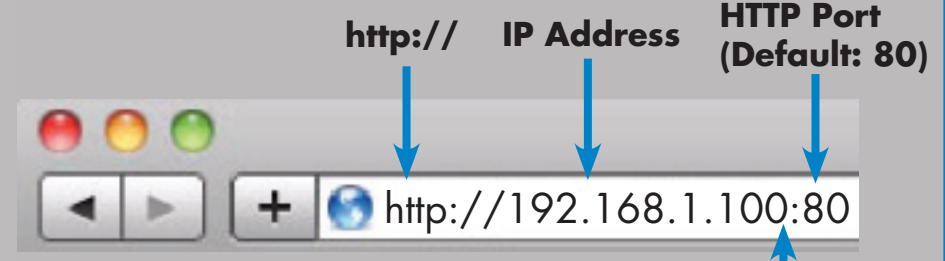 http:// IP Address HTTP Port
(Default: 80)
http://192.168.1.100:80